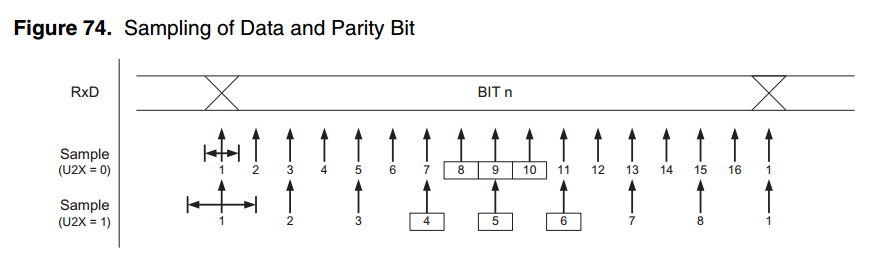 Figure 74. Sampling of Data and Parity Bit
RxD
BIT n
Sample
(U2X = 0)
1 2 3 4 5 6 7 8 9 10 11 12 13 14 15 16 1
Sample
(U2X = 1)
1 2 3 4 5 6 7 8 1